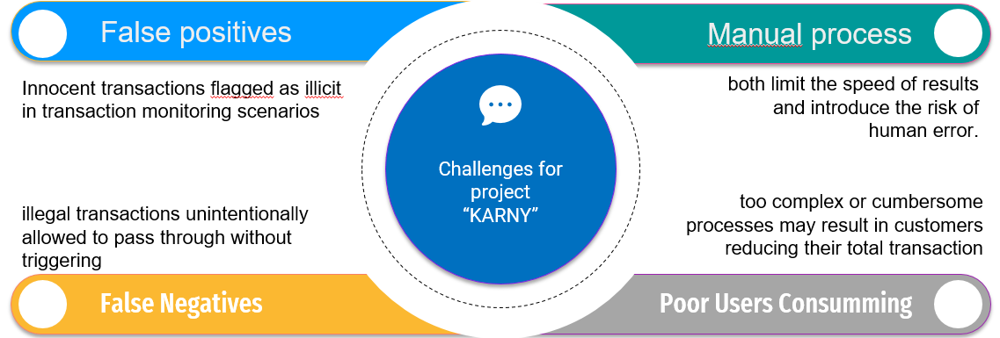 False positives
Innocent transactions flagged as illicit
in transaction monitoring scenarios
Manual process
both limit the speed of results
and introduce the risk of
human error.
Challenges for
project
“KARNY”
illegal transactions unintentionally
allowed to pass through without
triggering
False Negatives
too complex or cumbersome
processes may result in customers
reducing their total transaction
Poor Users Consumming